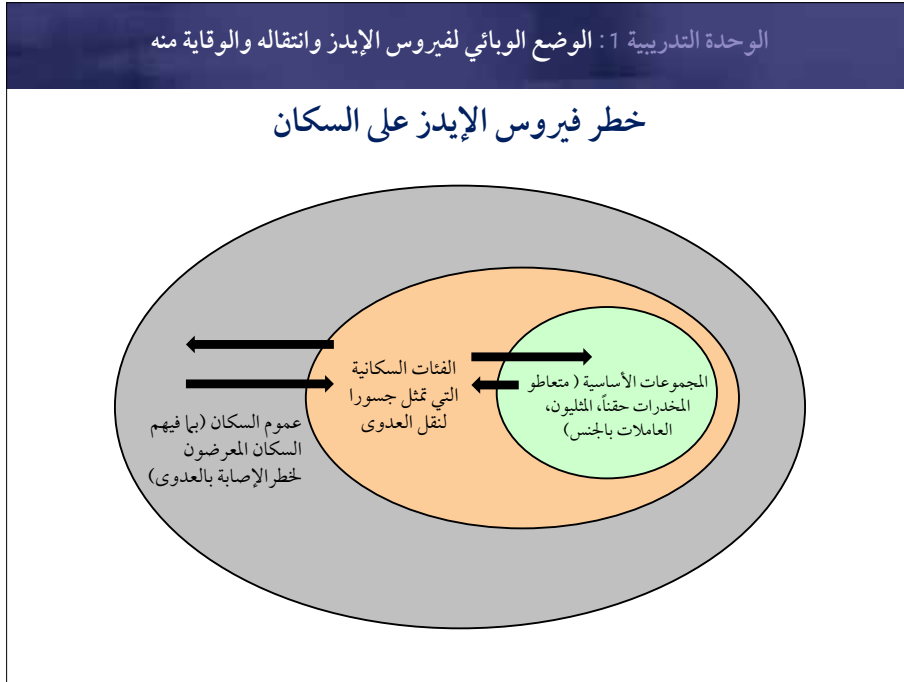 الوحدة التدريبية 1: الوضع الوبائي لفيروس الإيدز وانتقاله والوقاية منه
خطر فيروس الإيدز على السكان
المجموعات الأساسية ( متعاطو
المخدرات حقناً، المثليون،
العاملات بالجنس)
الفئات السكانية
التي تمثل جسورا
لنقل العدوى
عموم السكان (بما فيهم
السكان المعرضون
لخطر الإصابة بالعدوى)